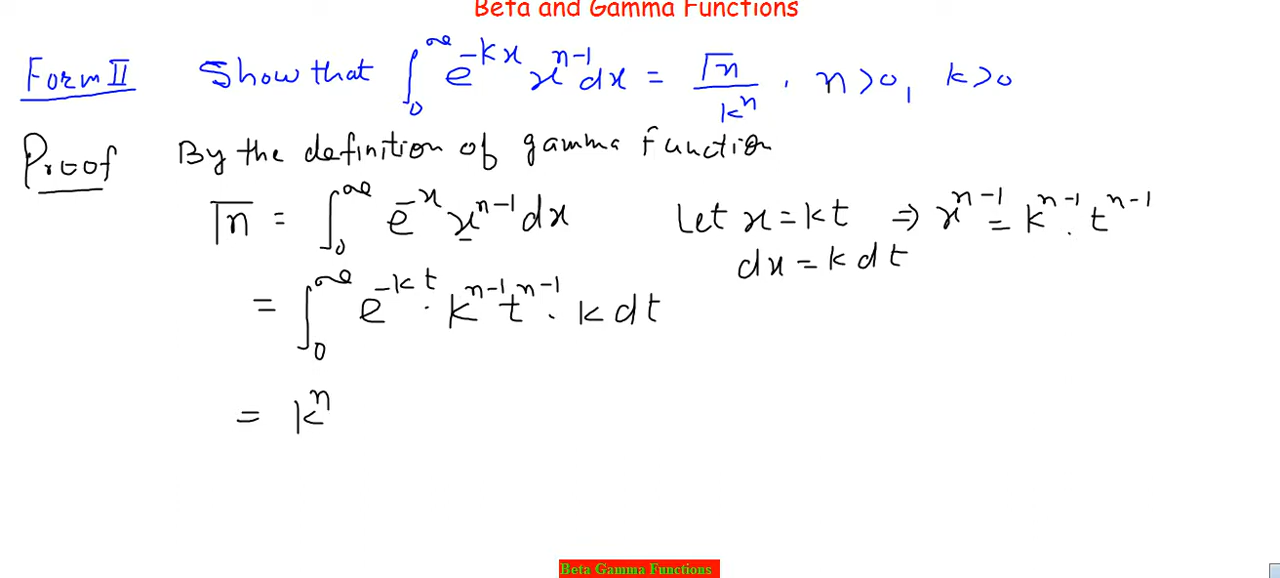 Beta and Gamma Functions
Form II Show that ∫₀^∞ e^{-kx} x^{n-1} dx = Γn / k^n . n>0, k>0
Proof By the definition of gamma function
Γn = ∫₀^∞ e^{-x} x^{n-1} dx Let x = kt ⇒ x^{n-1} = k^{n-1} . t^{n-1}
dx = k dt
= ∫₀^∞ e^{-kt} . k^{n-1} t^{n-1} . k dt
= k^n
Beta Gamma Functions